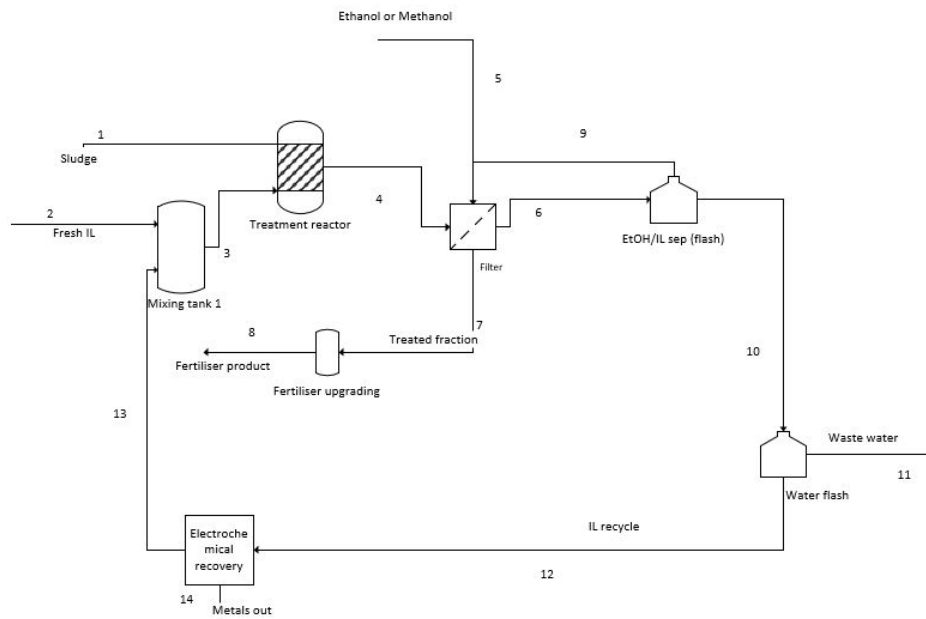 Ethanol or Methanol
5
9
1
Sludge
2
Fresh IL
3
Treatment reactor
4
6
EtOH/IL sep (flash)
Filter
Mixing tank 1
7
Treated fraction
8
Fertiliser product
Fertiliser upgrading
10
13
Waste water
11
Water flash
IL recycle
12
Electroche
mical
recovery
14
Metals out